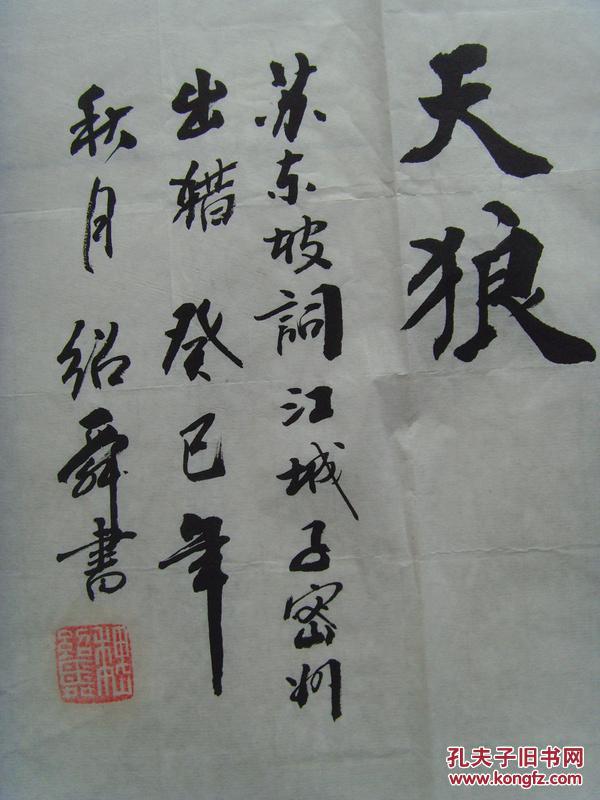 天狼
苏东坡詞江城子密州
出猎 癸巳年
秋月 绍舜書
孔夫子旧书网
www.kongfz.com